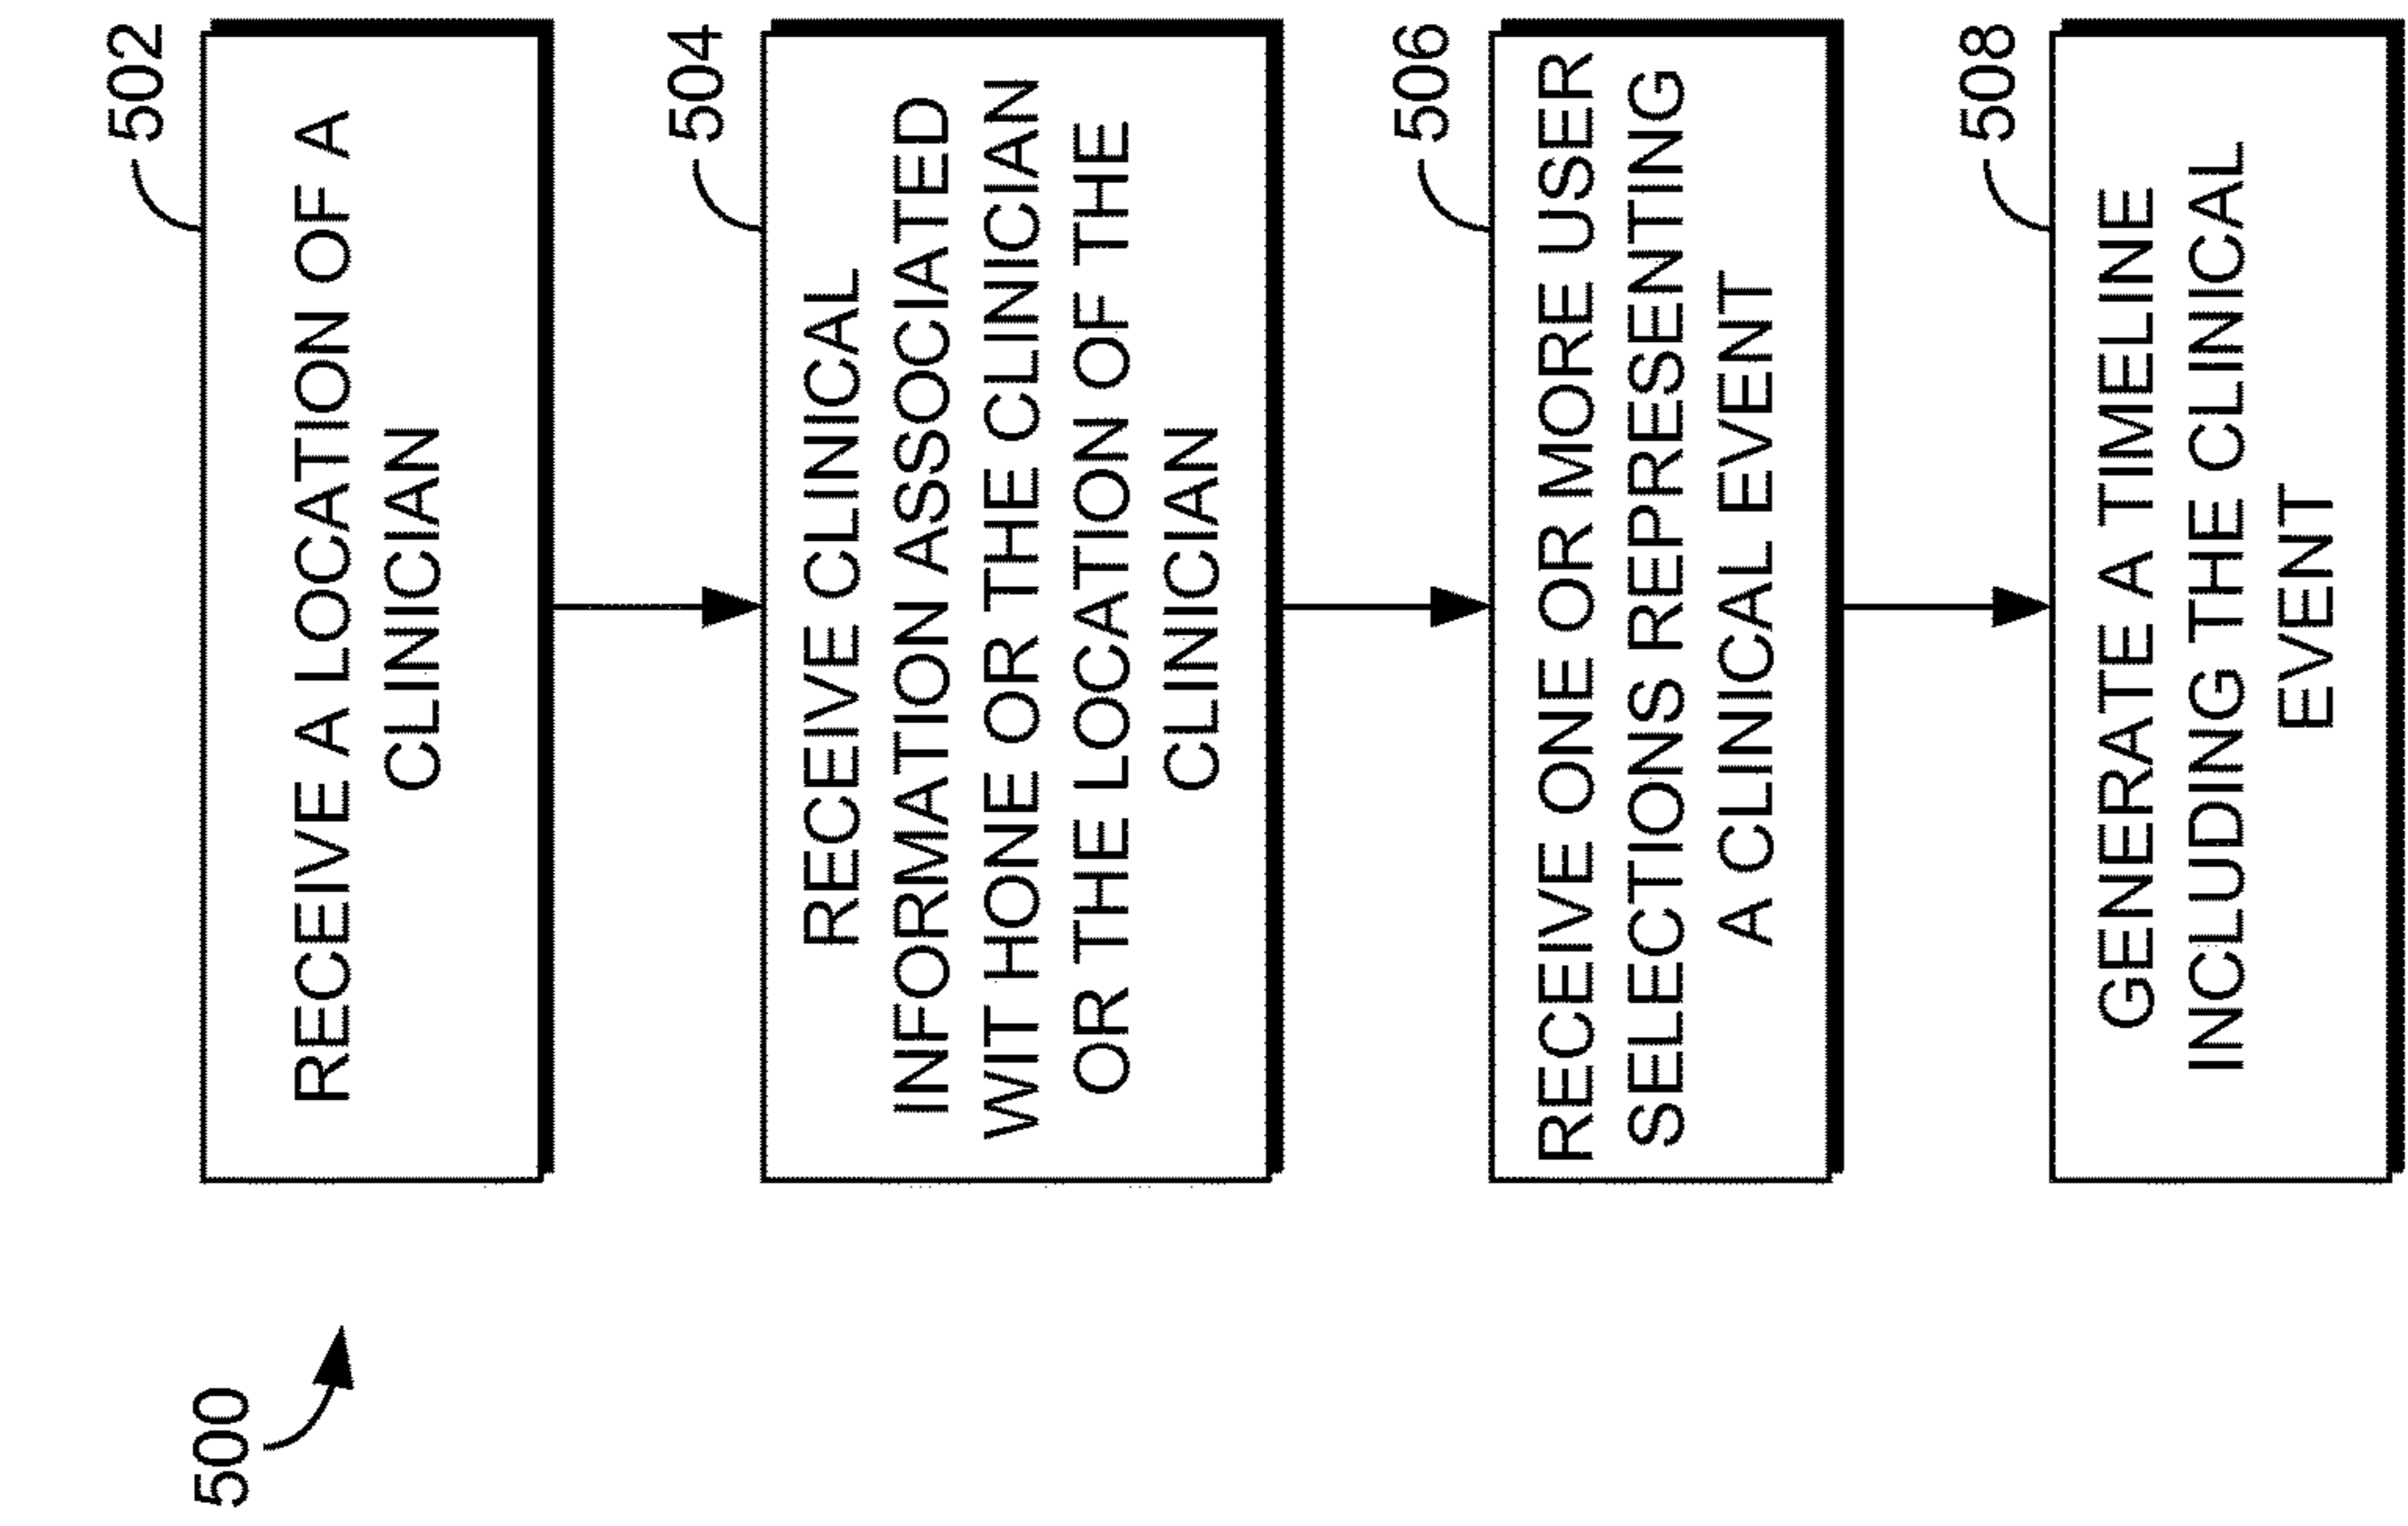 500
502
RECEIVE A LOCATION OF A
CLINICIAN
504
RECEIVE CLINICAL
INFORMATION ASSOCIATED
WIT HONE OR THE CLINICIAN
OR THE LOCATION OF THE
CLINICIAN
506
RECEIVE ONE OR MORE USER
SELECTIONS REPRESENTING
A CLINICAL EVENT
508
GENERATE A TIMELINE
INCLUDING THE CLINICAL
EVENT